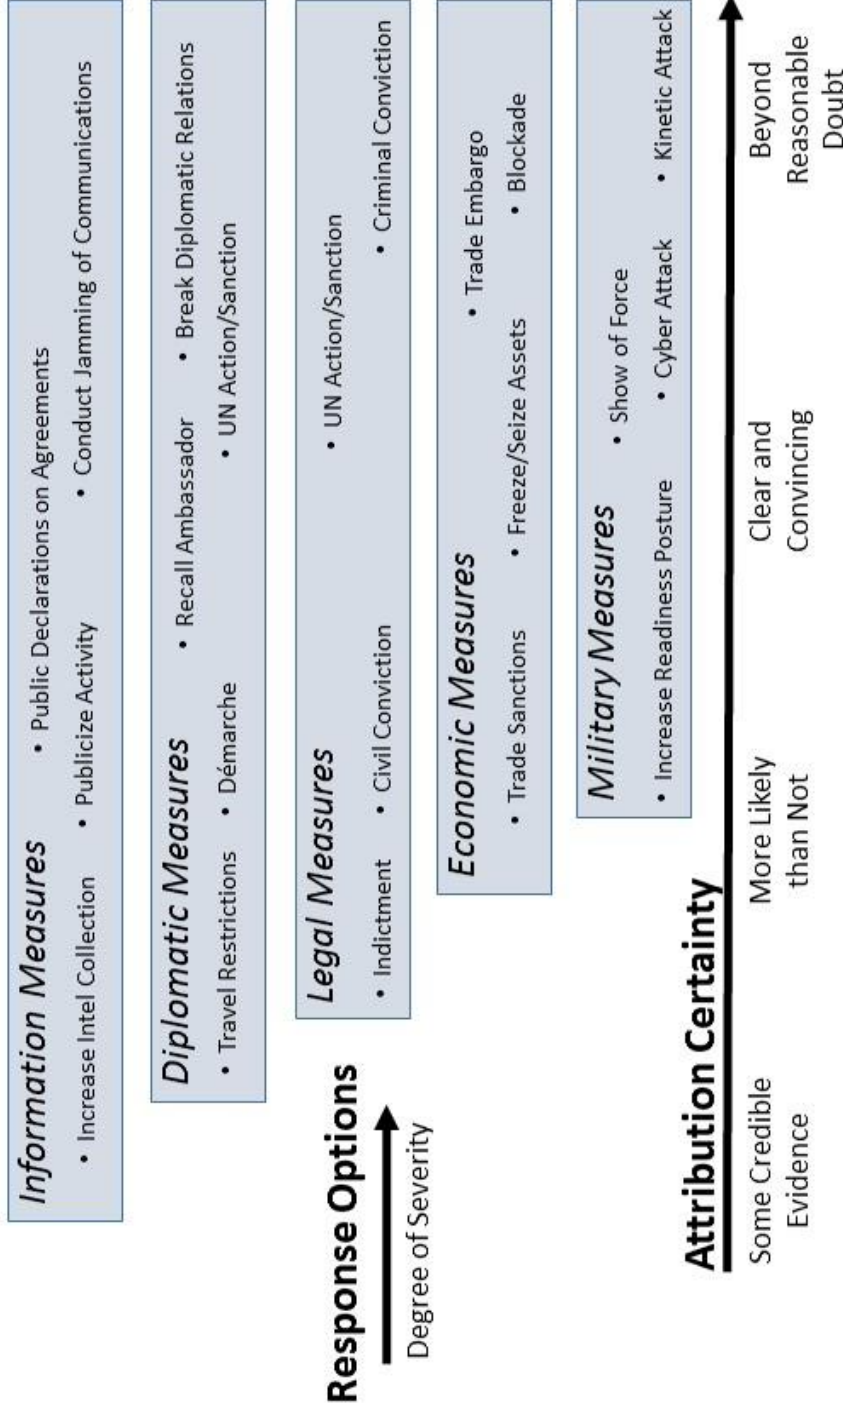 Information Measures
• Public Declarations on Agreements
• Increase Intel Collection
• Publicize Activity
• Conduct Jamming of Communications
Diplomatic Measures
• Recall Ambassador
• Break Diplomatic Relations
• Travel Restrictions
• Démarche
• UN Action/Sanction
Legal Measures
• UN Action/Sanction
• Indictment
• Civil Conviction
• Criminal Conviction
Response Options
Degree of Severity
Economic Measures
• Trade Embargo
• Trade Sanctions
• Freeze/Seize Assets
• Blockade
Military Measures
• Show of Force
• Increase Readiness Posture
• Cyber Attack
• Kinetic Attack
Attribution Certainty
Some Credible
Evidence
More Likely
than Not
Clear and
Convincing
Beyond
Reasonable
Doubt